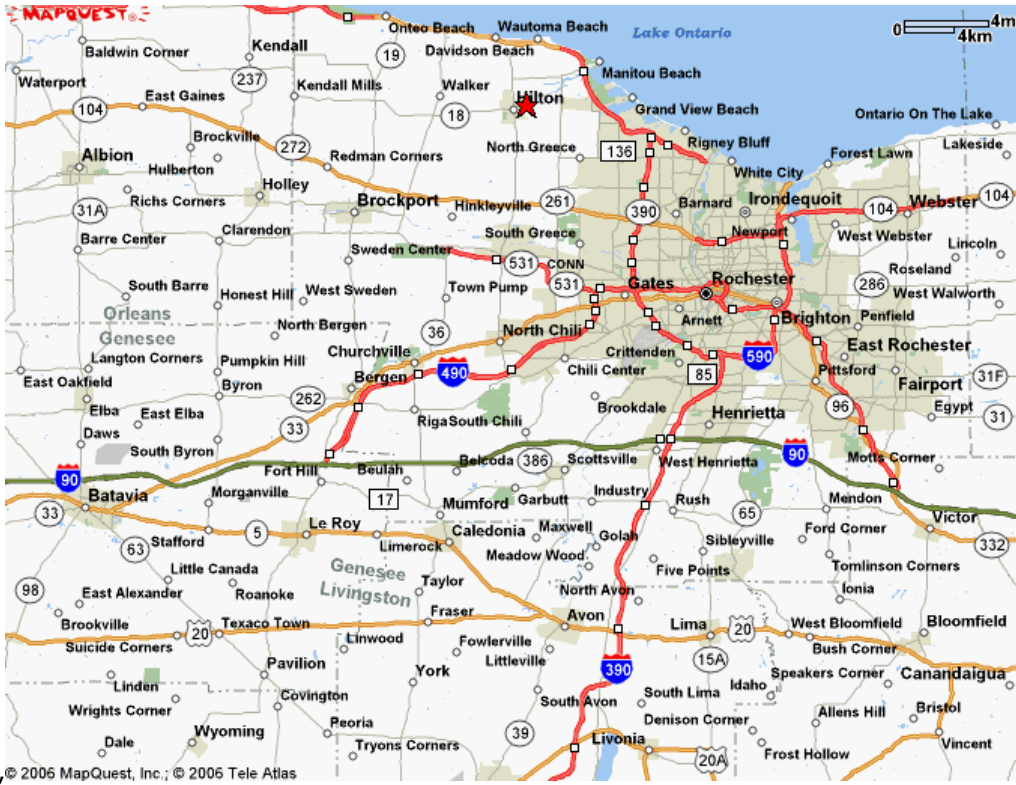 MAPQUEST
Onteo Beach
Wautoma Beach
Lake Ontario
0 4m
4km
Baldwin Corner
Kendall
19
Davidson Beach
Waterport
237
Kendall Mills
Walker
Manitou Beach
104
East Gaines
18
Hilton
Grand View Beach
Ontario On The Lake
Brockville
272
North Greece
136
Rigney Bluff
Lakeside
Albion
Hulberton
Redman Corners
White City
Forest Lawn
31A
Richs Corners
Holley
Brockport
Hinkleyville
261
390
Barnard
Irondequoit
104
Webster
104
Barre Center
Clarendon
Sweden Center
South Greece
Newport
West Webster
Lincoln
531
CONN
531
Gates
Rochester
286
Roseland
South Barre
Honest Hill
West Sweden
Town Pump
West Walworth
Orleans
Genesee
North Bergen
36
North Chili
Arnett
Brighton
Penfield
Langton Corners
Pumpkin Hill
Churchville
490
Crittenden
590
East Rochester
East Oakfield
Byron
Bergen
Chili Center
85
Pittsford
Fairport
31F
Elba
East Elba
262
Riga
South Chili
Brookdale
Henrietta
96
Egypt
31
Daws
33
South Byron
90
Fort Hill
Beulah
Belcoda
386
Scottsville
West Henrietta
90
Motts Corner
Batavia
Morganville
17
Mumford
Garbutt
Industry
Rush
65
Mendon
Victor
33
Stafford
5
Le Roy
Caledonia
Maxwell
Golah
Sibleyville
Ford Corner
332
63
Limerock
Meadow Wood
98
Little Canada
Genesee
Livingston
Taylor
Five Points
Tomlinson Corners
East Alexander
Roanoke
North Avon
Ionia
Brookville
20
Texaco Town
Fraser
Avon
Lima
20
West Bloomfield
Bloomfield
Suicide Corners
Linwood
Fowlerville
Littleville
15A
Bush Corner
Pavilion
York
390
Speakers Corner
Canandaigua
Linden
Covington
South Avon
South Lima
Idaho
Wrights Corner
Peoria
39
Denison Corner
Allens Hill
Bristol
Dale
Wyoming
Tryons Corners
Livonia
20A
Frost Hollow
Vincent
© 2006 MapQuest, Inc.; © 2006 Tele Atlas